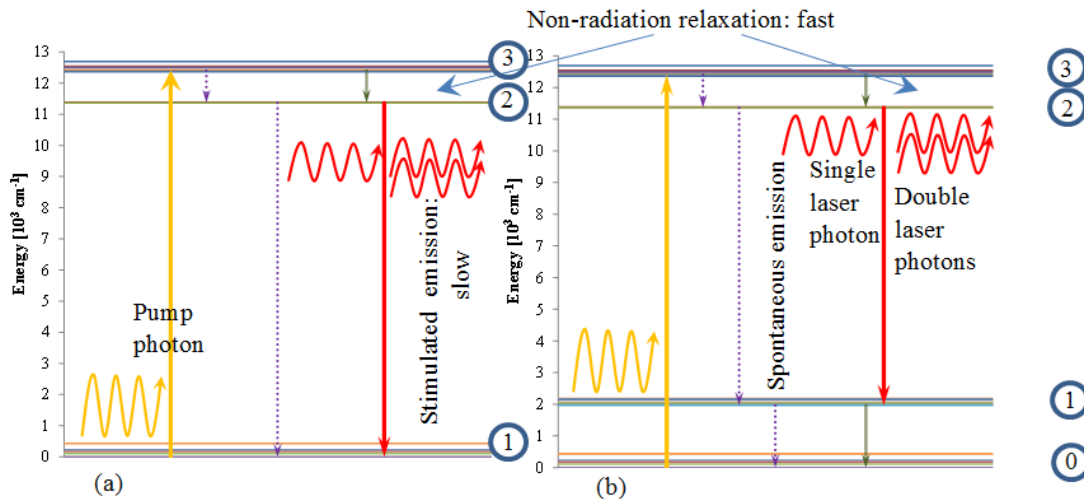 Non-radiation relaxation: fast
13
12
11
10
9
8
7
6
5
4
3
2
1
0
Energy [10³ cm⁻¹]
Pump
photon
Stimulated emission:
slow
3
2
1
(a)
13
12
11
10
9
8
7
6
5
4
3
2
1
0
Energy [10³ cm⁻¹]
Spontaneous emission
Single
laser
photon
Double
laser
photons
3
2
1
0
(b)